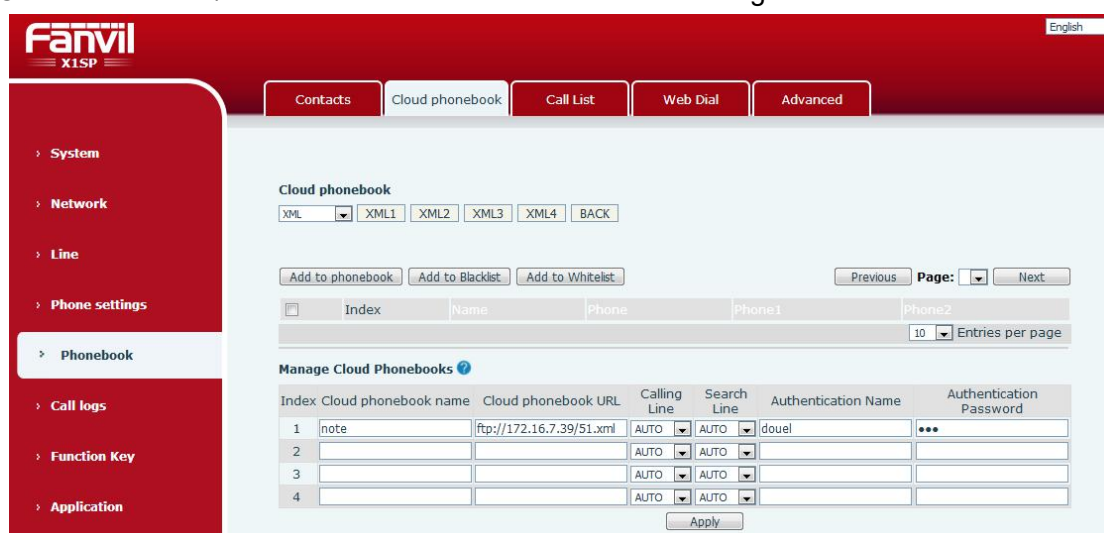 English
Fanvil
X1SP
Contacts Cloud phonebook Call List Web Dial Advanced
› System
› Network
› Line
› Phone settings
› Phonebook
› Call logs
› Function Key
› Application
Cloud phonebook
XML XML1 XML2 XML3 XML4 BACK
Add to phonebook Add to Blacklist Add to Whitelist Previous Page: Next
Index Name Phone Phone1 Phone2
10 Entries per page
Manage Cloud Phonebooks ?
Index Cloud phonebook name Cloud phonebook URL Calling Line Search Line Authentication Name Authentication Password
1 note ftp://172.16.7.39/51.xml AUTO AUTO douel •••
2 AUTO AUTO
3 AUTO AUTO
4 AUTO AUTO
Apply